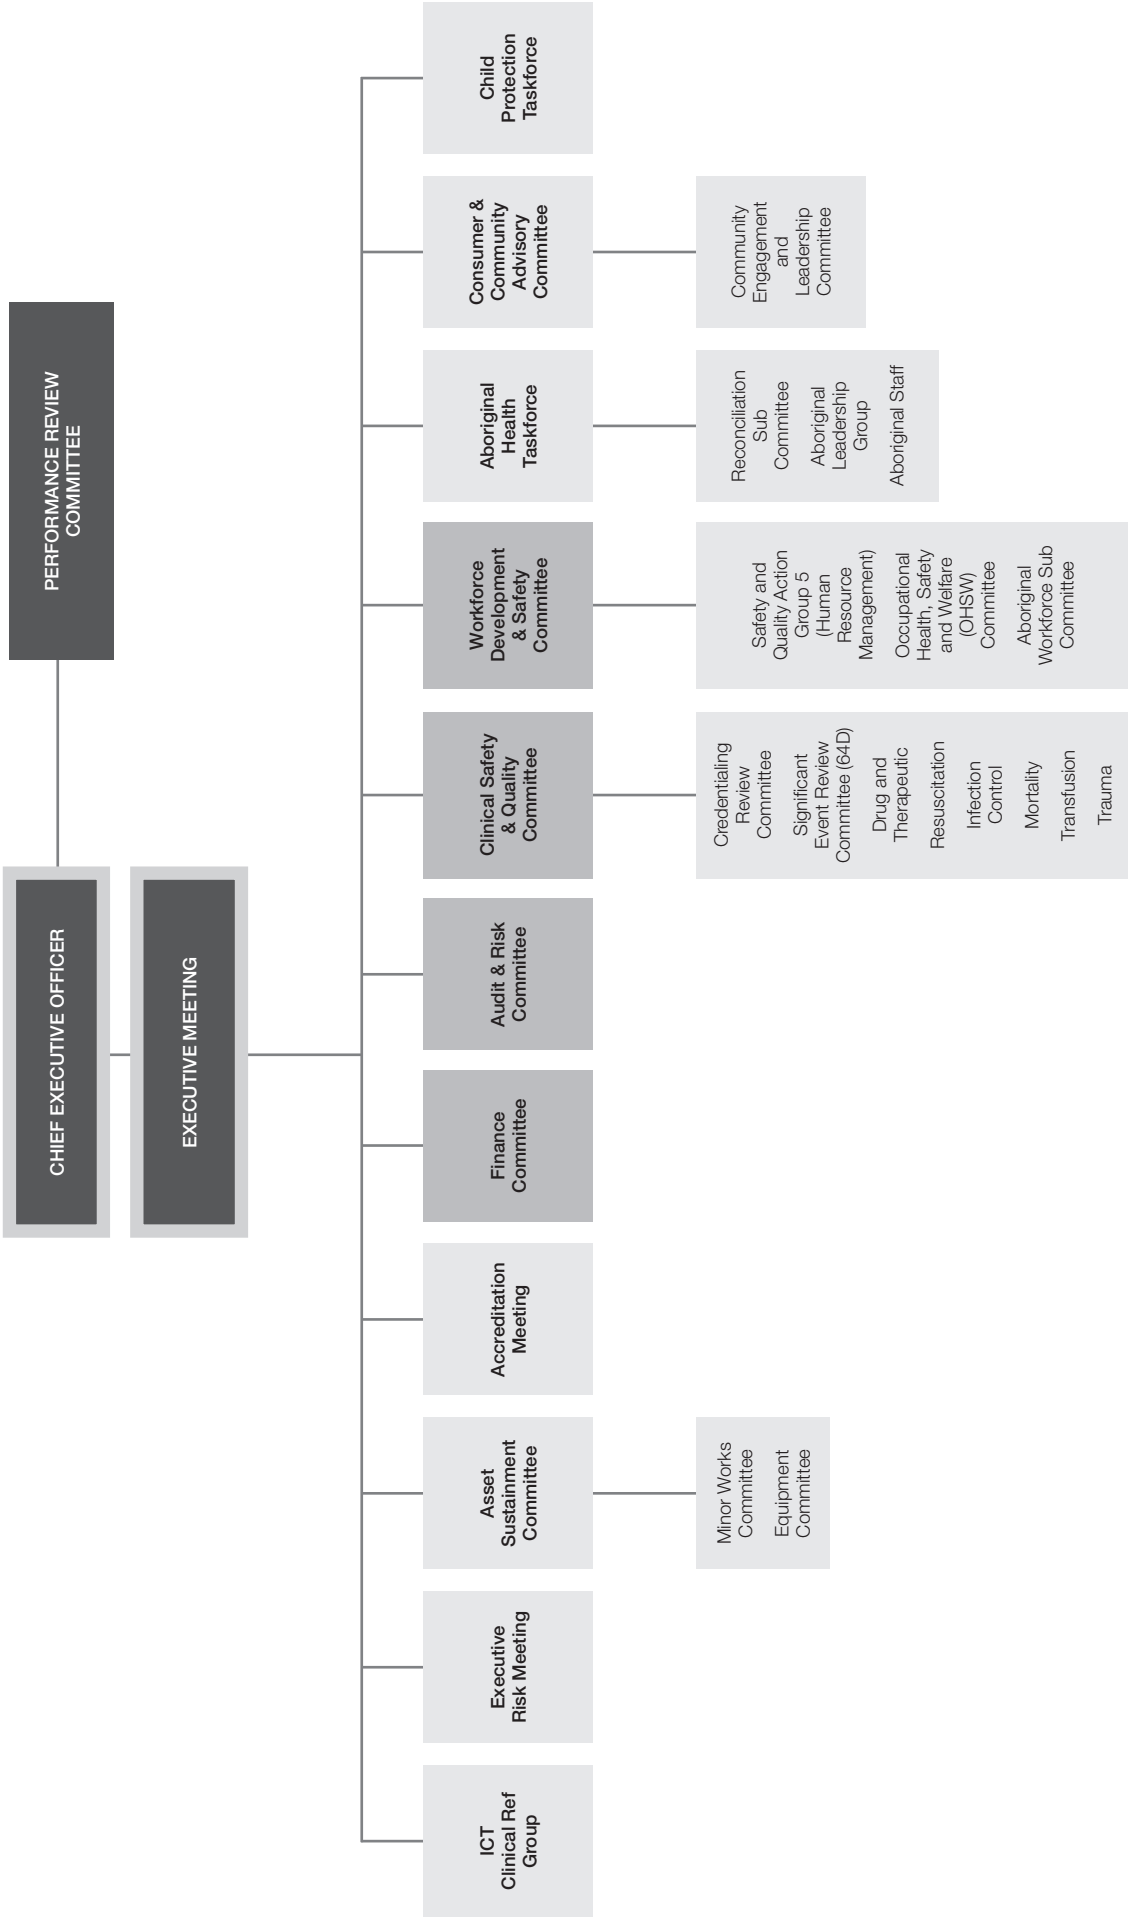 CHIEF EXECUTIVE OFFICER
PERFORMANCE REVIEW
COMMITTEE
EXECUTIVE MEETING
ICT
Clinical Ref
Group
Executive
Risk Meeting
Asset
Sustainment
Committee
Accreditation
Meeting
Finance
Committee
Audit & Risk
Committee
Clinical Safety
& Quality
Committee
Workforce
Development
& Safety
Committee
Aboriginal
Health
Taskforce
Consumer &
Community
Advisory
Committee
Child
Protection
Taskforce
Minor Works
Committee
Equipment
Committee
Credentialing
Review
Committee
Significant
Event Review
Committee (64D)
Drug and
Therapeutic
Resuscitation
Infection
Control
Mortality
Transfusion
Trauma
Safety and
Quality Action
Group 5
(Human
Resource
Management)
Occupational
Health, Safety
and Welfare
(OHSW)
Committee
Aboriginal
Workforce Sub
Committee
Reconciliation
Sub
Committee
Aboriginal
Leadership
Group
Aboriginal Staff
Community
Engagement
and
Leadership
Committee